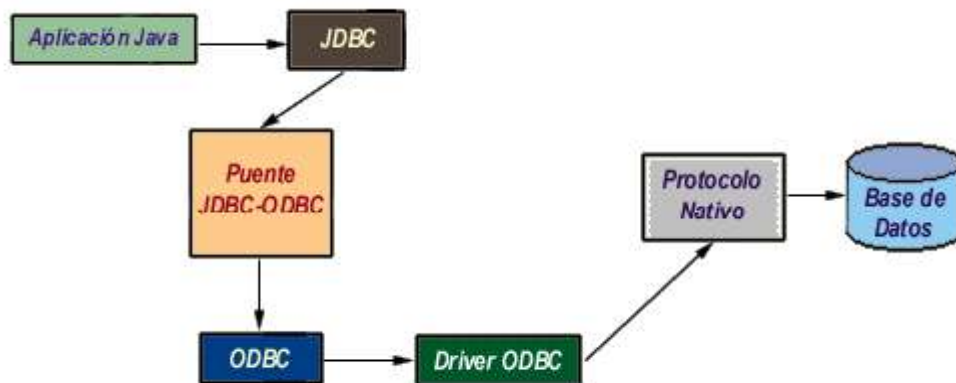 Aplicación Java
JDBC
Puente
JDBC-ODBC
ODBC
Driver ODBC
Protocolo
Nativo
Base de
Datos